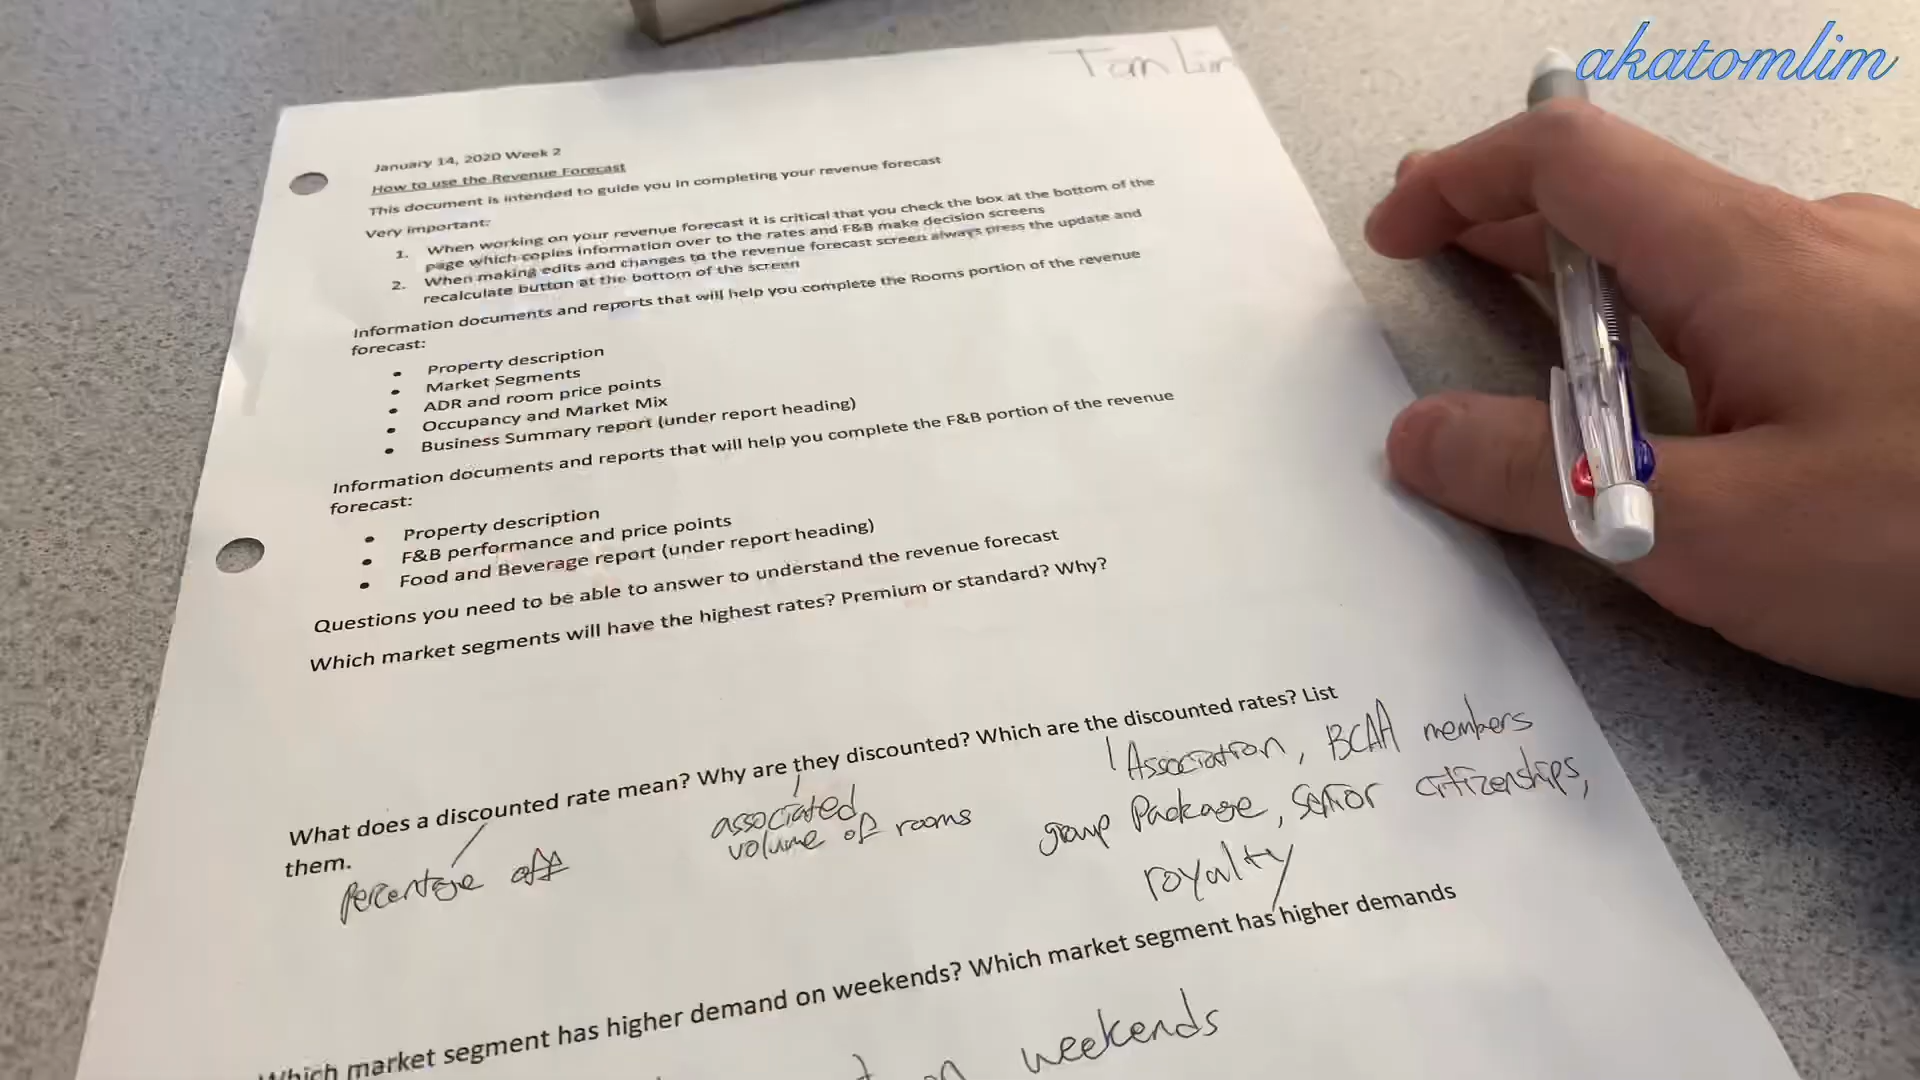 akatomlim
Tom Lim
January 14, 2020 Week 2
How to use the Revenue Forecast
This document is intended to guide you in completing your revenue forecast
Very important:
1. When working on your revenue forecast it is critical that you check the box at the bottom of the
page which copies information over to the rates and F&B make decision screens
2. When making edits and changes to the revenue forecast screen always press the update and
recalculate button at the bottom of the screen
Information documents and reports that will help you complete the Rooms portion of the revenue
forecast:
• Property description
• Market Segments
• ADR and room price points
• Occupancy and Market Mix
• Business Summary report (under report heading)
Information documents and reports that will help you complete the F&B portion of the revenue
forecast:
• Property description
• F&B performance and price points
• Food and Beverage report (under report heading)
Questions you need to be able to answer to understand the revenue forecast
Which market segments will have the highest rates? Premium or standard? Why?
What does a discounted rate mean? Why are they discounted? Which are the discounted rates? List
them.
Percentage off
associated
volume of rooms
Association, BCAA members
group Package, Senior citizenships,
royalty
Which market segment has higher demand on weekends? Which market segment has higher demands
on weekends